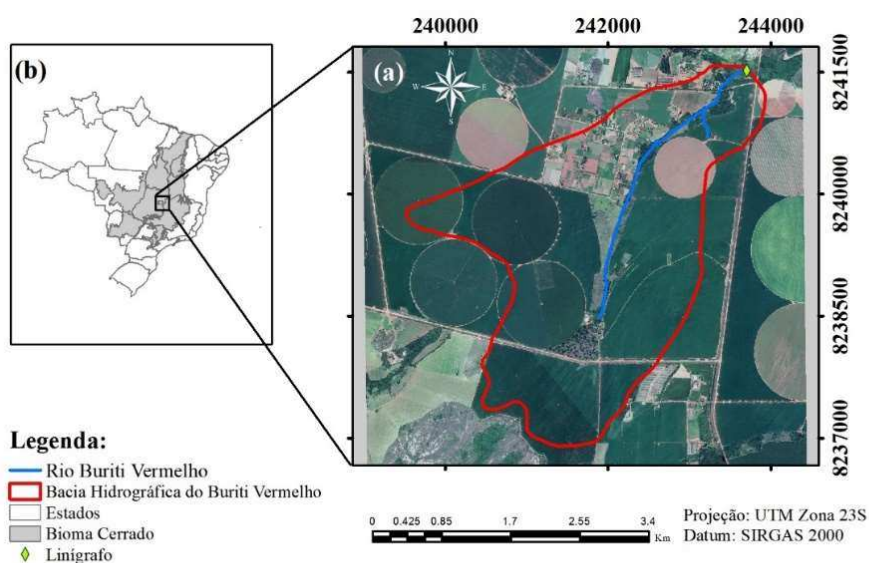 240000 242000 244000
(b)
(a)
N
W E
S
8241500
8240000
8238500
8237000
Legenda:
Rio Buriti Vermelho
Bacia Hidrográfica do Buriti Vermelho
Estados
Bioma Cerrado
Linígrafo
0 0.425 0.85 1.7 2.55 3.4
Km
Projeção: UTM Zona 23S
Datum: SIRGAS 2000